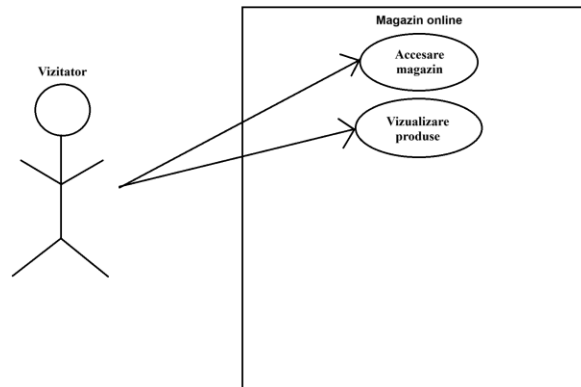 Magazin online
Vizitator
Accesare
magazin
Vizualizare
produse